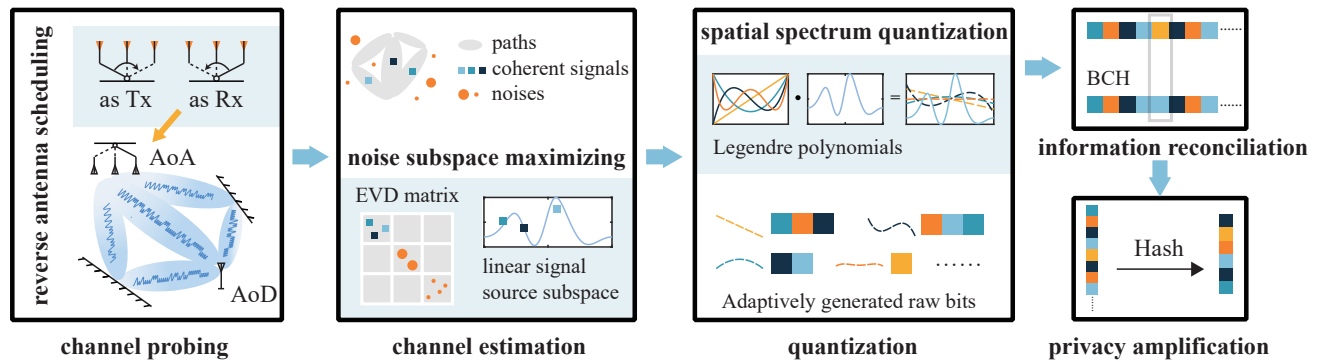 reverse antenna scheduling
as Tx
as Rx
AoA
AoD
channel probing
paths
coherent signals
noises
noise subspace maximizing
EVD matrix
linear signal
source subspace
channel estimation
spatial spectrum quantization
=
Legendre polynomials
......
Adaptively generated raw bits
quantization
......
BCH
......
information reconciliation
Hash
privacy amplification